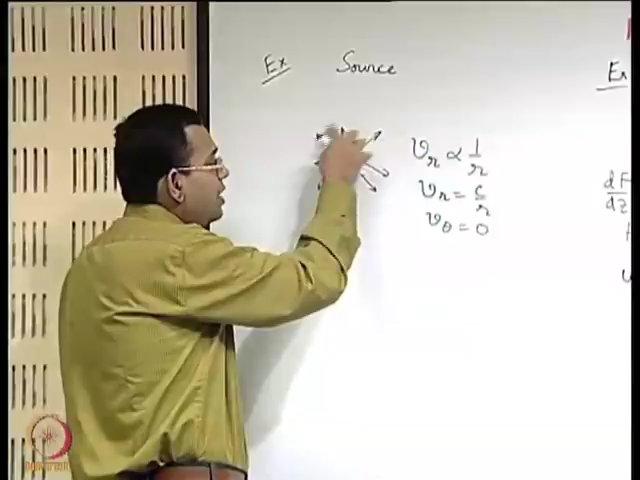 Ex Source
Ex
v_r ∝ 1/r
v_r = c/r
v_θ = 0
dF
dz